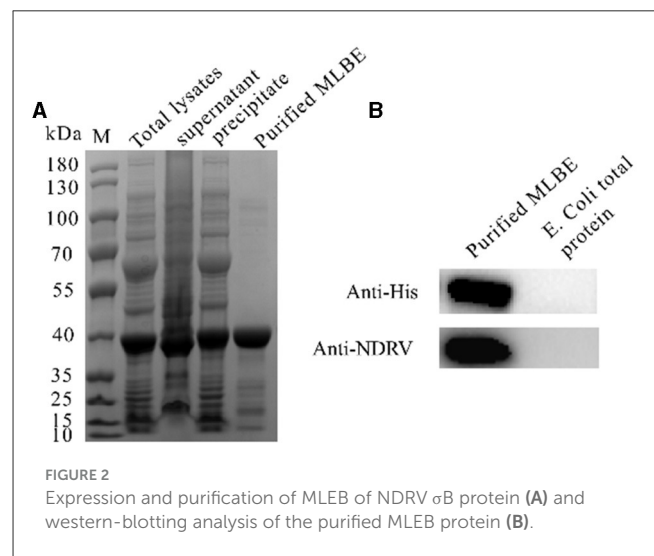 A
B
kDa M Total lysates supernatant precipitate Purified MLBE
180
130
100
70
55
40
35
25
15
10
Purified MLBE E. Coli total protein
Anti-His
Anti-NDRV
FIGURE 2
Expression and purification of MLEB of NDRV σB protein (A) and
western-blotting analysis of the purified MLEB protein (B).